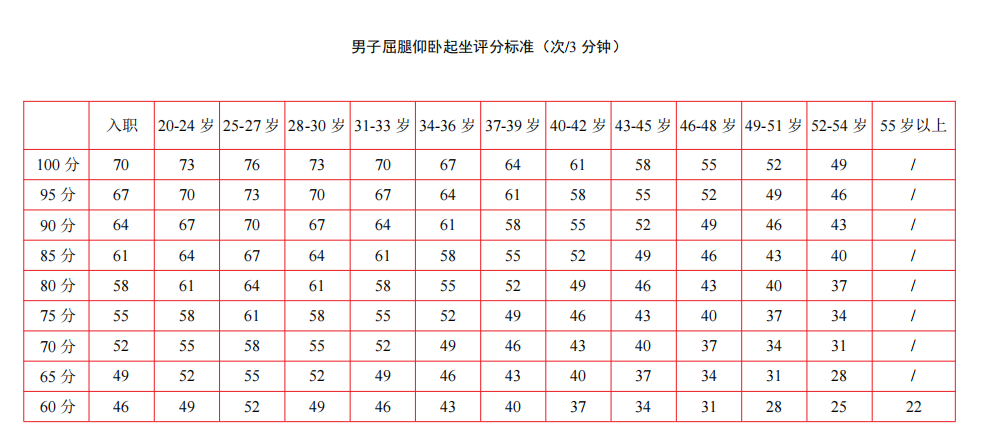 男子屈腿仰卧起坐评分标准（次/3 分钟）
入职 20-24 岁 25-27 岁 28-30 岁 31-33 岁 34-36 岁 37-39 岁 40-42 岁 43-45 岁 46-48 岁 49-51 岁 52-54 岁 55 岁以上
100 分 70 73 76 73 70 67 64 61 58 55 52 49 /
95 分 67 70 73 70 67 64 61 58 55 52 49 46 /
90 分 64 67 70 67 64 61 58 55 52 49 46 43 /
85 分 61 64 67 64 61 58 55 52 49 46 43 40 /
80 分 58 61 64 61 58 55 52 49 46 43 40 37 /
75 分 55 58 61 58 55 52 49 46 43 40 37 34 /
70 分 52 55 58 55 52 49 46 43 40 37 34 31 /
65 分 49 52 55 52 49 46 43 40 37 34 31 28 /
60 分 46 49 52 49 46 43 40 37 34 31 28 25 22